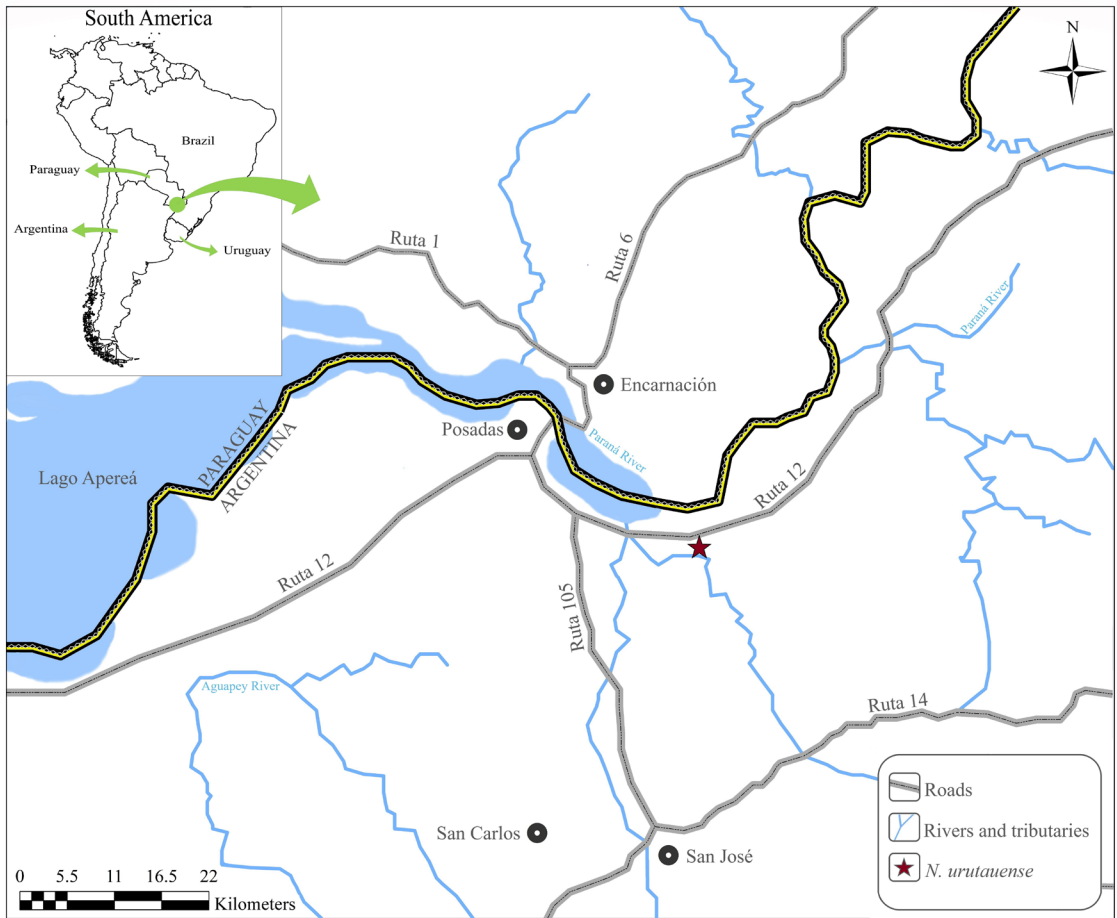 South America
N
Brazil
Paraguay
Argentina
Uruguay
Ruta 1
Ruta 6
Paraná River
Encarnación
Posadas
Paraná River
PARAGUAY
ARGENTINA
Lago Apereá
Ruta 12
Ruta 12
Ruta 105
Aguapey River
Ruta 14
San Carlos
San José
Roads
Rivers and tributaries
N. urutauense
0 5.5 11 16.5 22
Kilometers